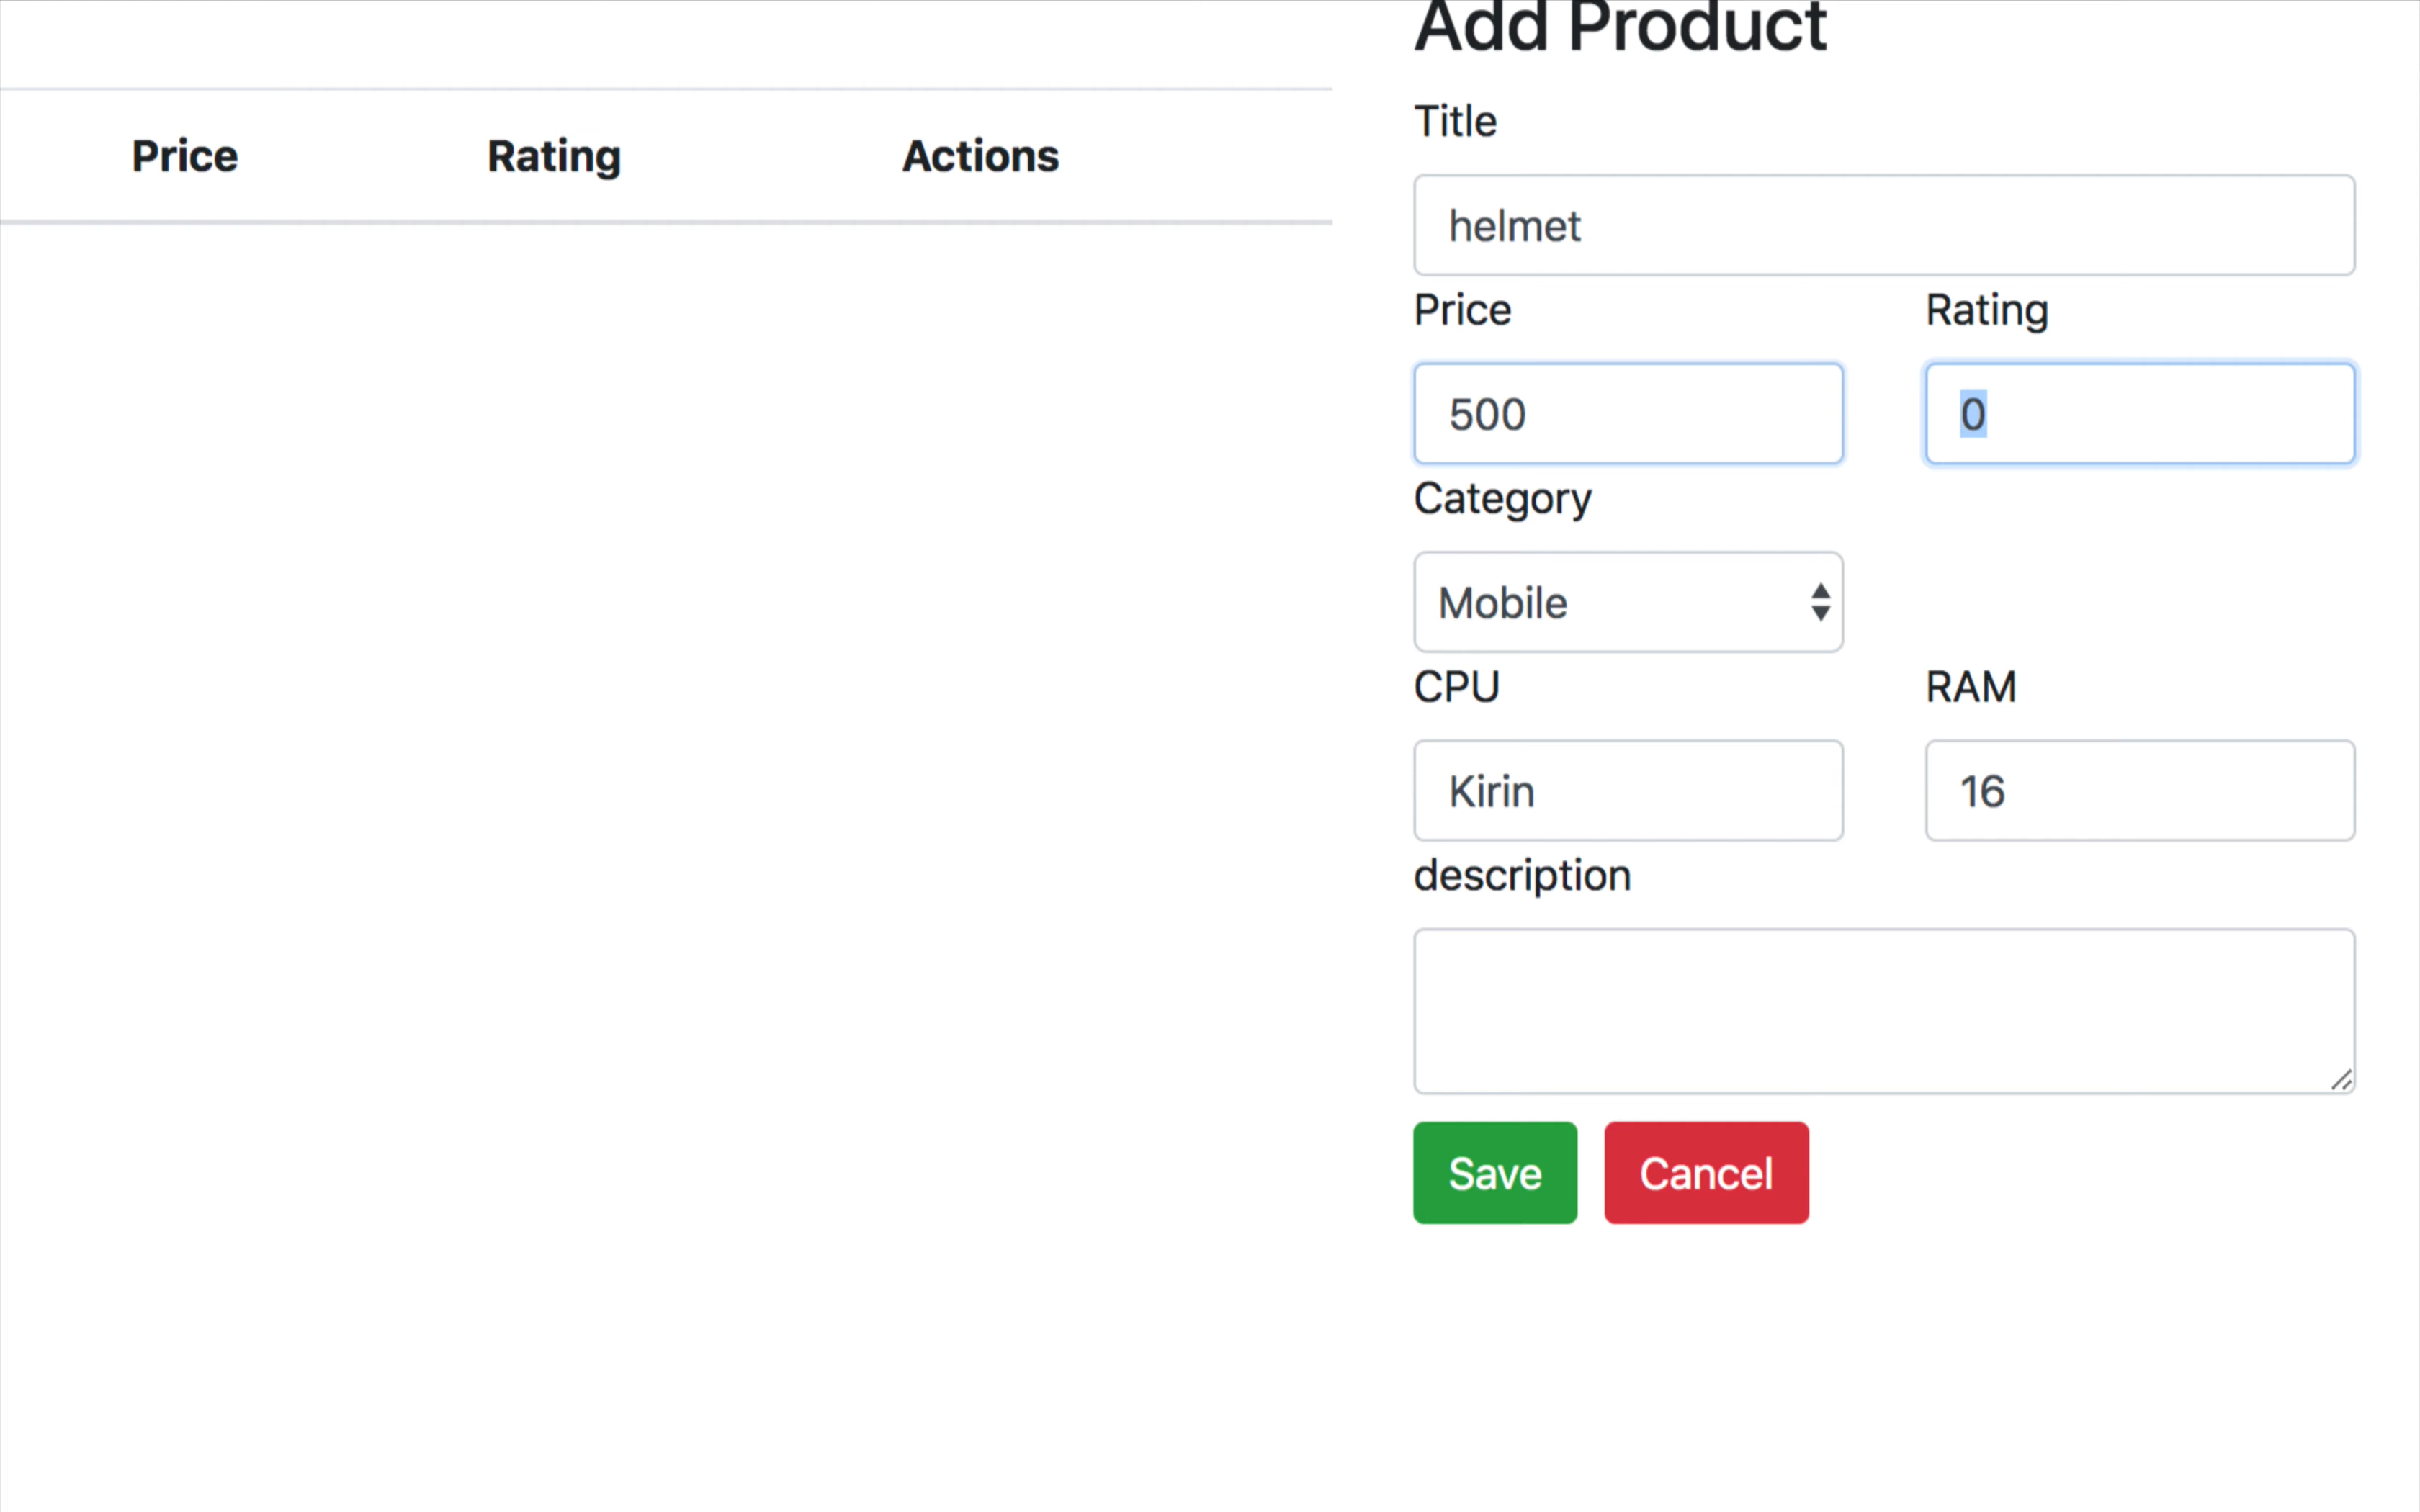 Add Product
Price Rating Actions
Title
helmet
Price Rating
500 0
Category
Mobile
CPU RAM
Kirin 16
description
Save Cancel